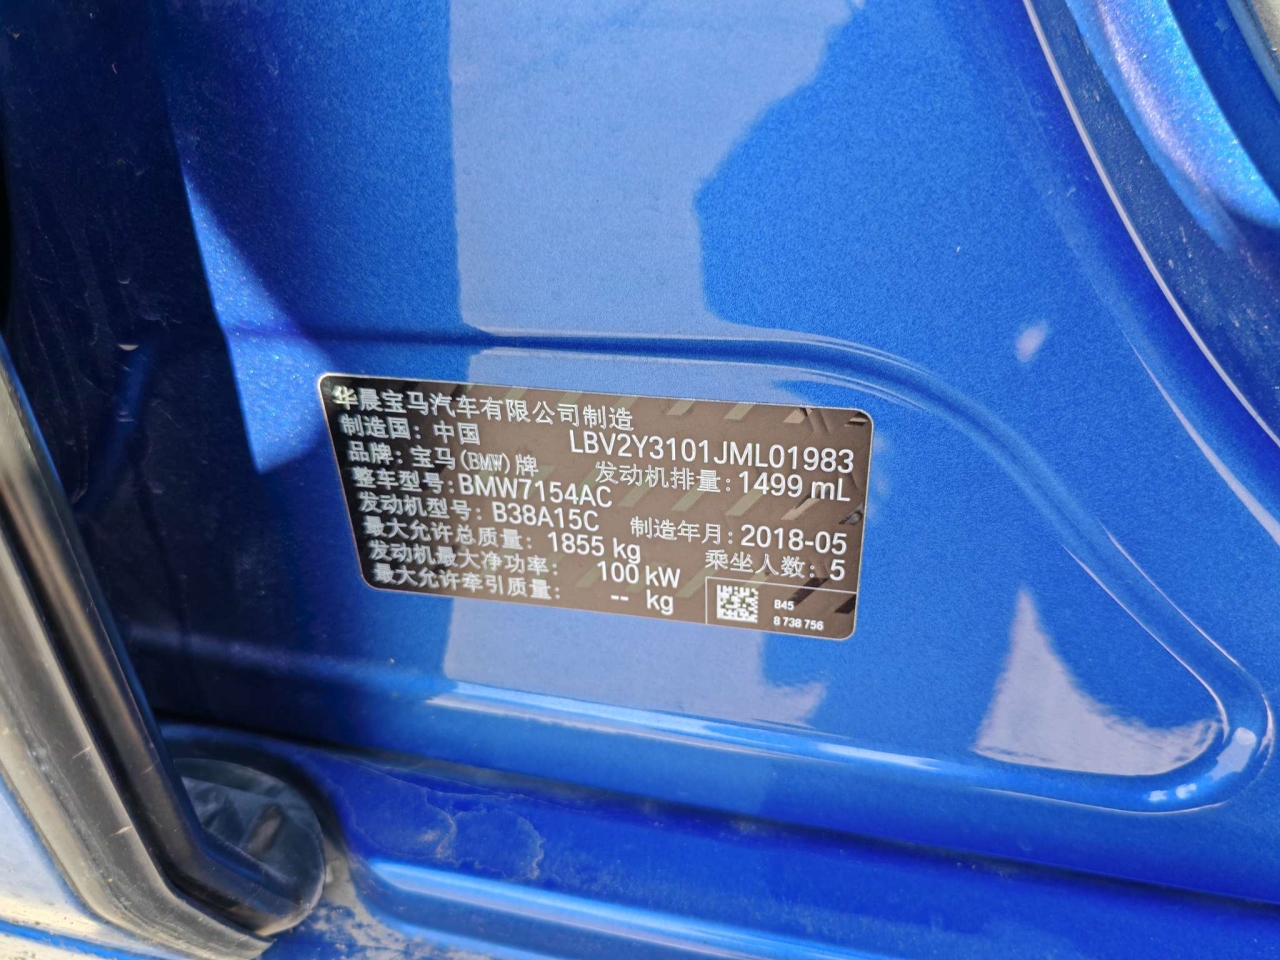 华晨宝马汽车有限公司制造
制造国: 中国 LBV2Y3101JML01983
品牌: 宝马(BMW)牌 发动机排量: 1499 mL
整车型号: BMW7154AC
发动机型号: B38A15C 制造年月: 2018-05
最大允许总质量: 1855 kg 乘坐人数: 5
发动机最大净功率: 100 kW
最大允许牵引质量: -- kg
B45
8 738 756